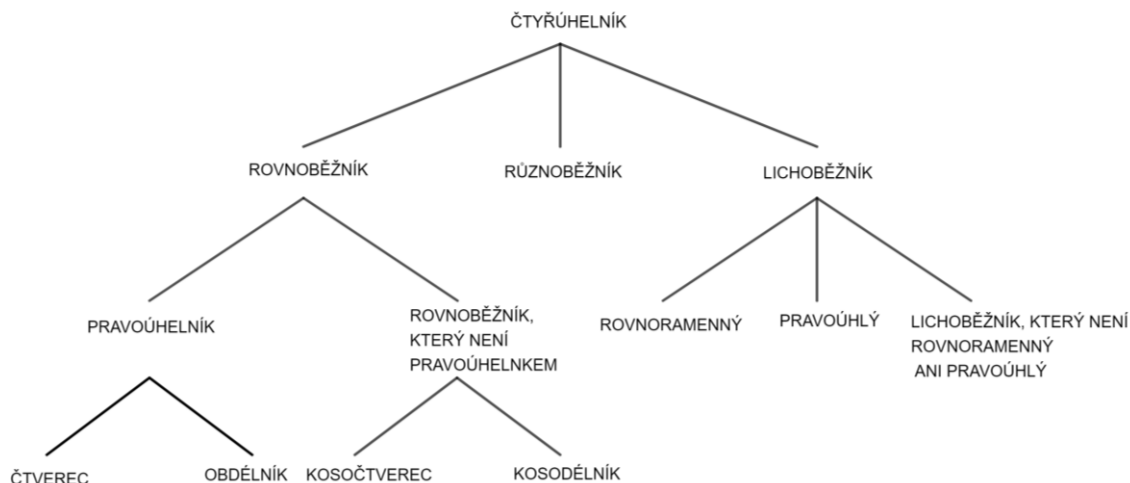 ČTYŘÚHELNÍK
ROVNOBĚŽNÍK
RŮZNOBĚŽNÍK
LICHOBĚŽNÍK
PRAVOÚHELNÍK
ROVNOBĚŽNÍK,
KTERÝ NENÍ
PRAVOÚHELNKEM
ROVNORAMENNÝ
PRAVOÚHLÝ
LICHOBĚŽNÍK, KTERÝ NENÍ
ROVNORAMENNÝ
ANI PRAVOÚHLÝ
ČTVEREC
OBDÉLNÍK
KOSOČTVEREC
KOSODÉLNÍK